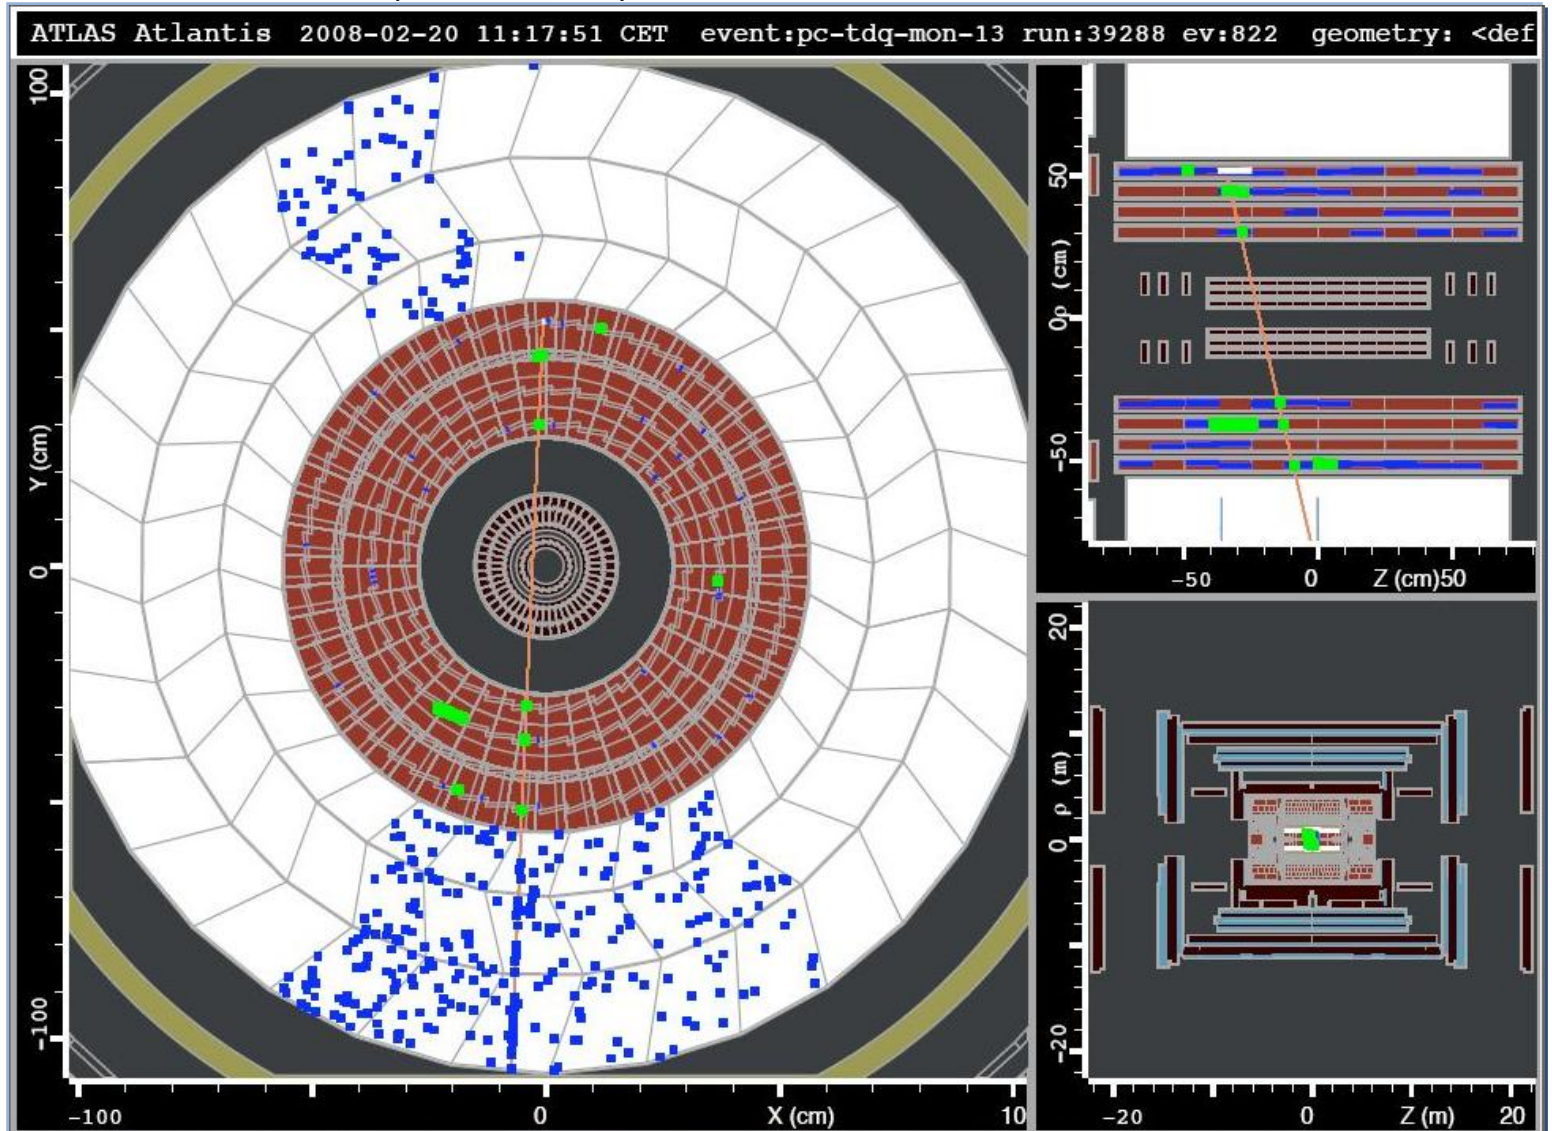 ATLAS Atlantis 2008-02-20 11:17:51 CET event:pc-tdq-mon-13 run:39288 ev:822 geometry: <def
100
Y (cm)
0
-100
-100 0 X (cm) 10
50
ρ (cm)
0
-50
-50 0 Z (cm)50
20
ρ (m)
0
-20
-20 0 Z (m) 20